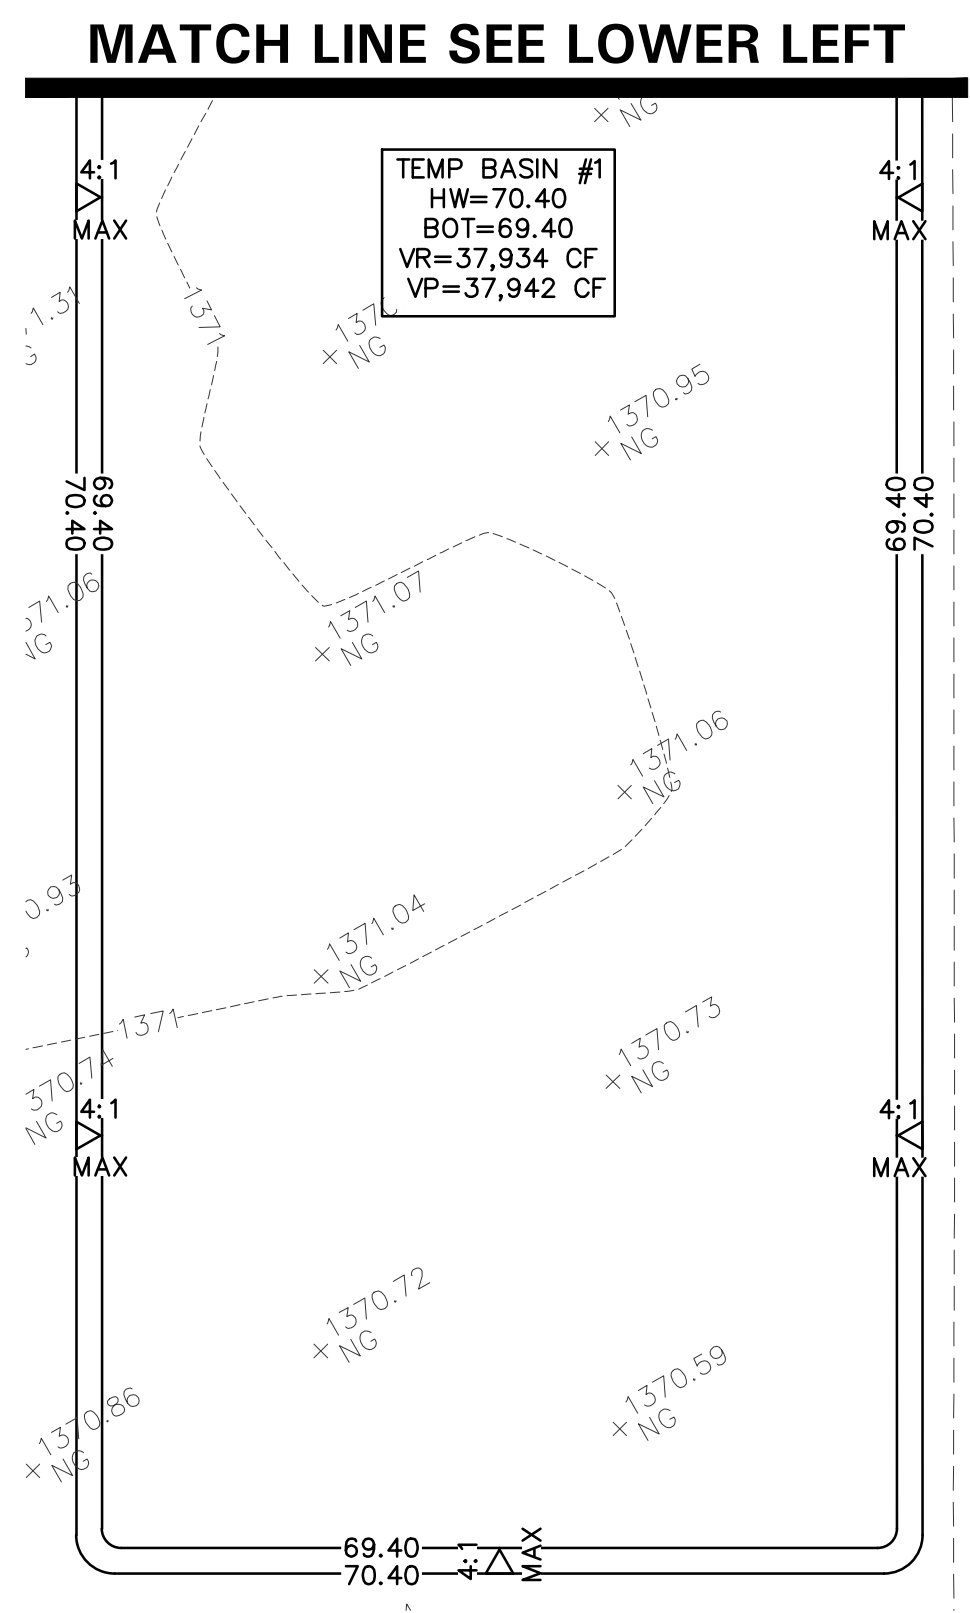 MATCH LINE SEE LOWER LEFT
NG
4:1
MAX
4:1
MAX
TEMP BASIN #1
HW=70.40
BOT=69.40
VR=37,934 CF
VP=37,942 CF
1371
NG
1370.95
NG
69.40
70.40
69.40
70.40
1371.07
NG
1371.06
NG
1371.04
NG
1371
1370.73
NG
NG
4:1
MAX
4:1
MAX
1370.72
NG
1370.59
NG
1370.86
NG
69.40
70.40
4:1
MAX